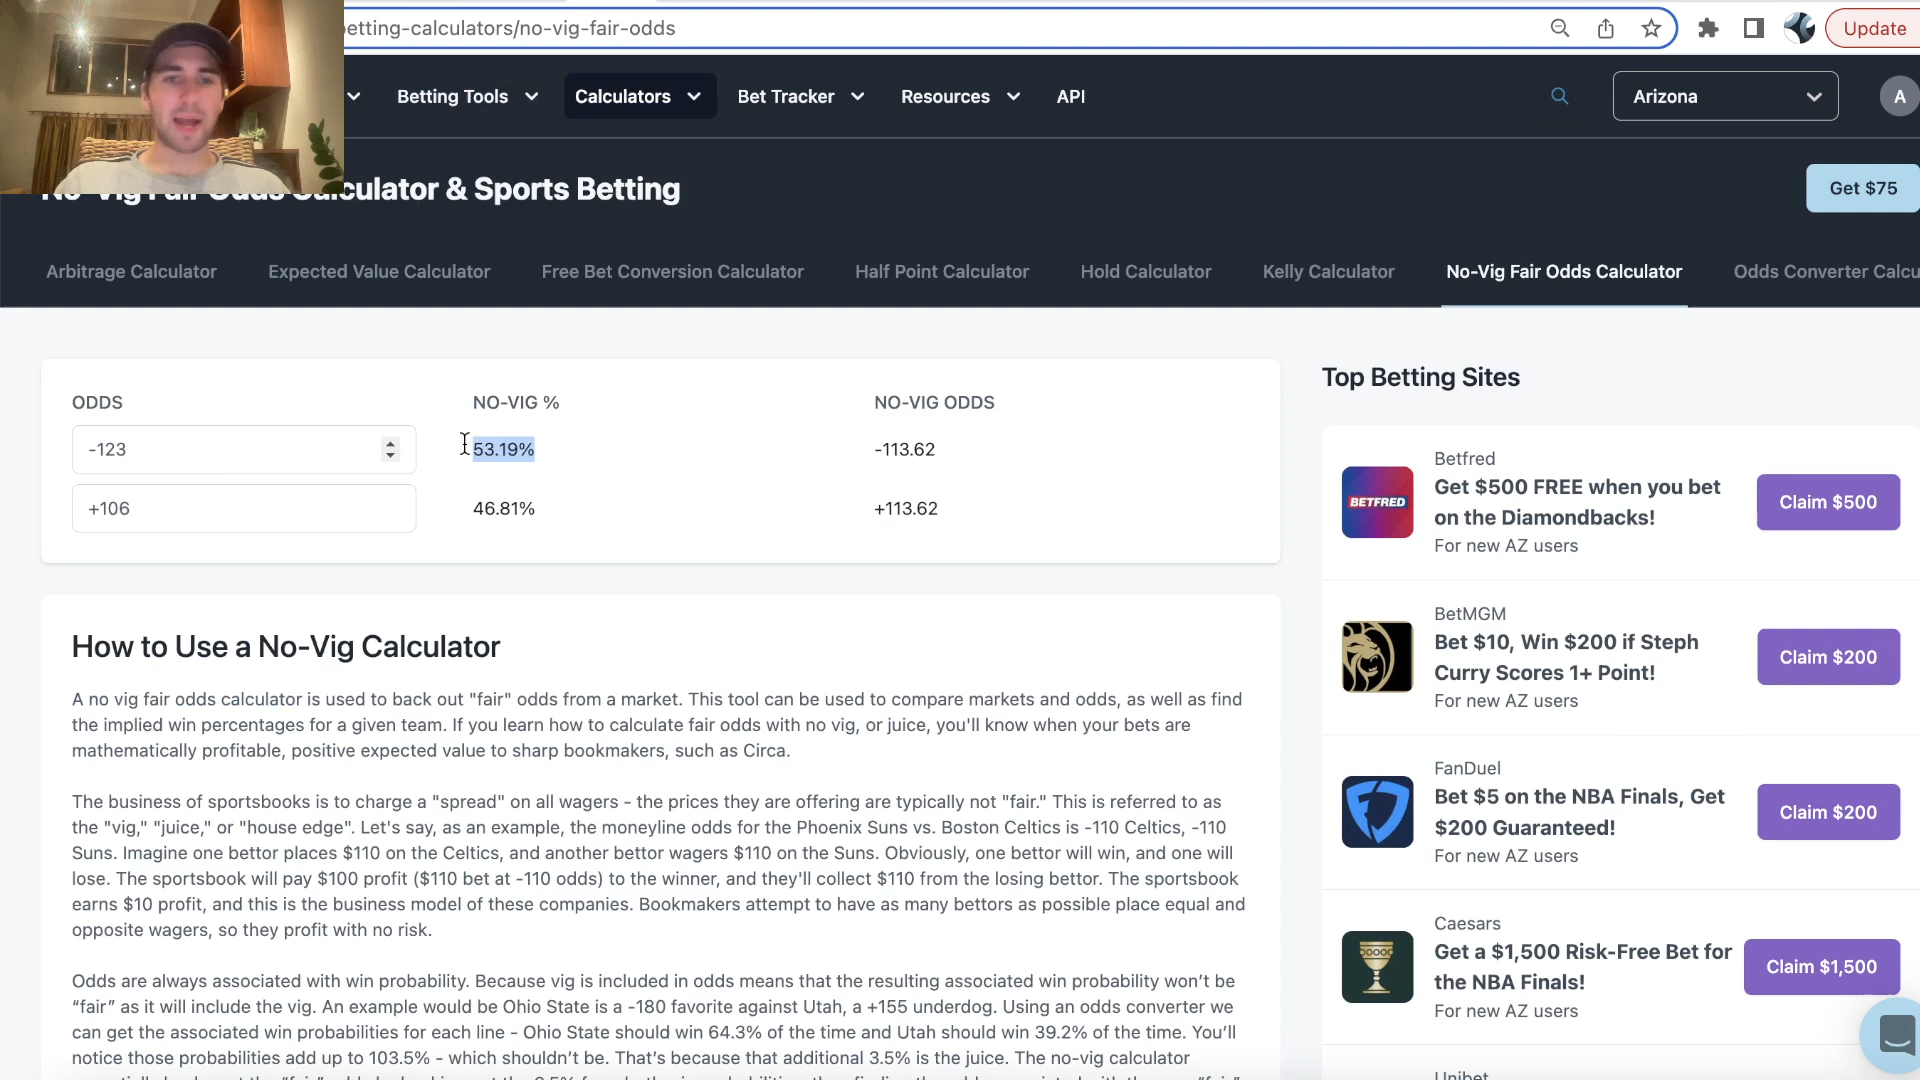 etting-calculators/no-vig-fair-odds
Update
Betting Tools
Calculators
Bet Tracker
Resources
API
Arizona
A
No-Vig Fair Odds Calculator & Sports Betting
Get $75
Arbitrage Calculator
Expected Value Calculator
Free Bet Conversion Calculator
Half Point Calculator
Hold Calculator
Kelly Calculator
No-Vig Fair Odds Calculator
Odds Converter Calcu
ODDS
NO-VIG %
NO-VIG ODDS
-123
53.19%
-113.62
+106
46.81%
+113.62
How to Use a No-Vig Calculator
A no vig fair odds calculator is used to back out "fair" odds from a market. This tool can be used to compare markets and odds, as well as find
the implied win percentages for a given team. If you learn how to calculate fair odds with no vig, or juice, you'll know when your bets are
mathematically profitable, positive expected value to sharp bookmakers, such as Circa.
The business of sportsbooks is to charge a "spread" on all wagers - the prices they are offering are typically not "fair." This is referred to as
the "vig," "juice," or "house edge". Let's say, as an example, the moneyline odds for the Phoenix Suns vs. Boston Celtics is -110 Celtics, -110
Suns. Imagine one bettor places $110 on the Celtics, and another bettor wagers $110 on the Suns. Obviously, one bettor will win, and one will
lose. The sportsbook will pay $100 profit ($110 bet at -110 odds) to the winner, and they'll collect $110 from the losing bettor. The sportsbook
earns $10 profit, and this is the business model of these companies. Bookmakers attempt to have as many bettors as possible place equal and
opposite wagers, so they profit with no risk.
Odds are always associated with win probability. Because vig is included in odds means that the resulting associated win probability won’t be
“fair” as it will include the vig. An example would be Ohio State is a -180 favorite against Utah, a +155 underdog. Using an odds converter we
can get the associated win probabilities for each line - Ohio State should win 64.3% of the time and Utah should win 39.2% of the time. You’ll
notice those probabilities add up to 103.5% - which shouldn’t be. That’s because that additional 3.5% is the juice. The no-vig calculator
Top Betting Sites
BETFRED
Betfred
Get $500 FREE when you bet
on the Diamondbacks!
For new AZ users
Claim $500
BetMGM
Bet $10, Win $200 if Steph
Curry Scores 1+ Point!
For new AZ users
Claim $200
FanDuel
Bet $5 on the NBA Finals, Get
$200 Guaranteed!
For new AZ users
Claim $200
Caesars
Get a $1,500 Risk-Free Bet for
the NBA Finals!
For new AZ users
Claim $1,500
Unibet